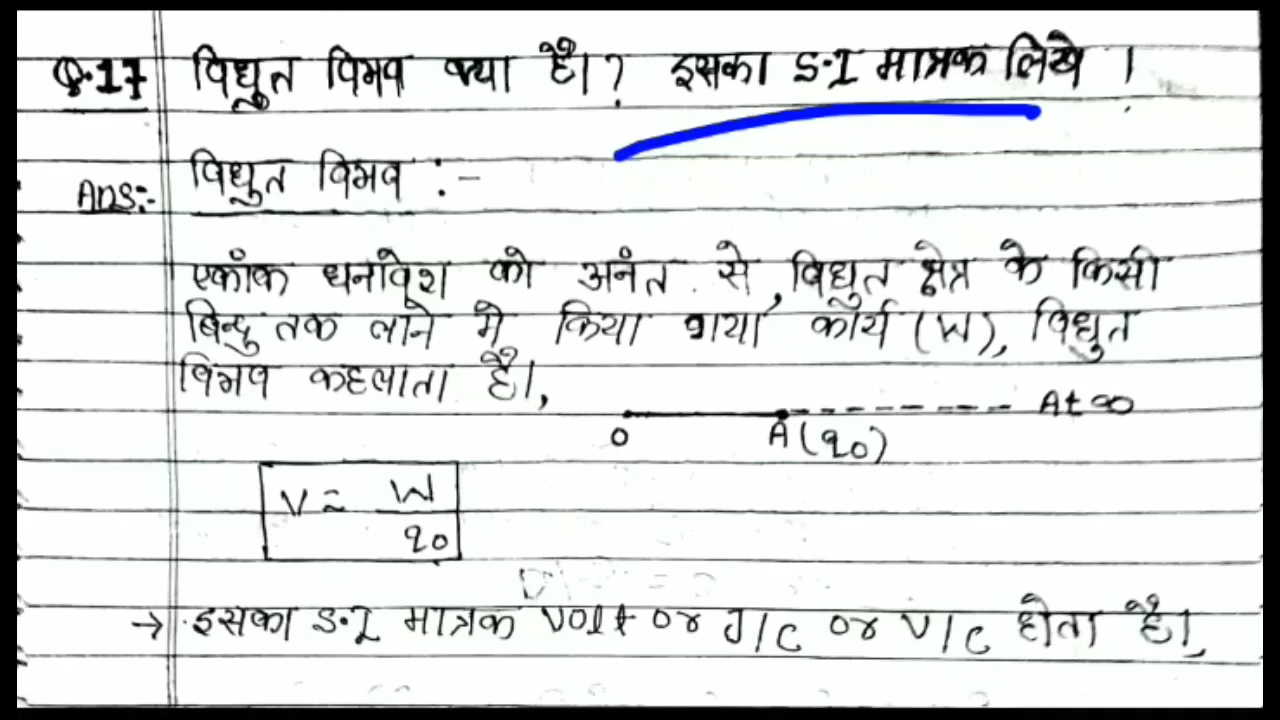 Q.17 विद्युत विभव क्या है। ? इसका S.I मात्रक लिखे ।
Ans:- विद्युत विभव :-
एकांक धनावेश को अनंत से, विद्युत क्षेत्र के किसी
बिन्दु तक लाने मे किया गया कार्य (W), विद्युत
विभव कहलाता है।,
At ∞
O A (q0)
V = W/q0
→ इसका S.I मात्रक volt or J/C or V/C होता है।,